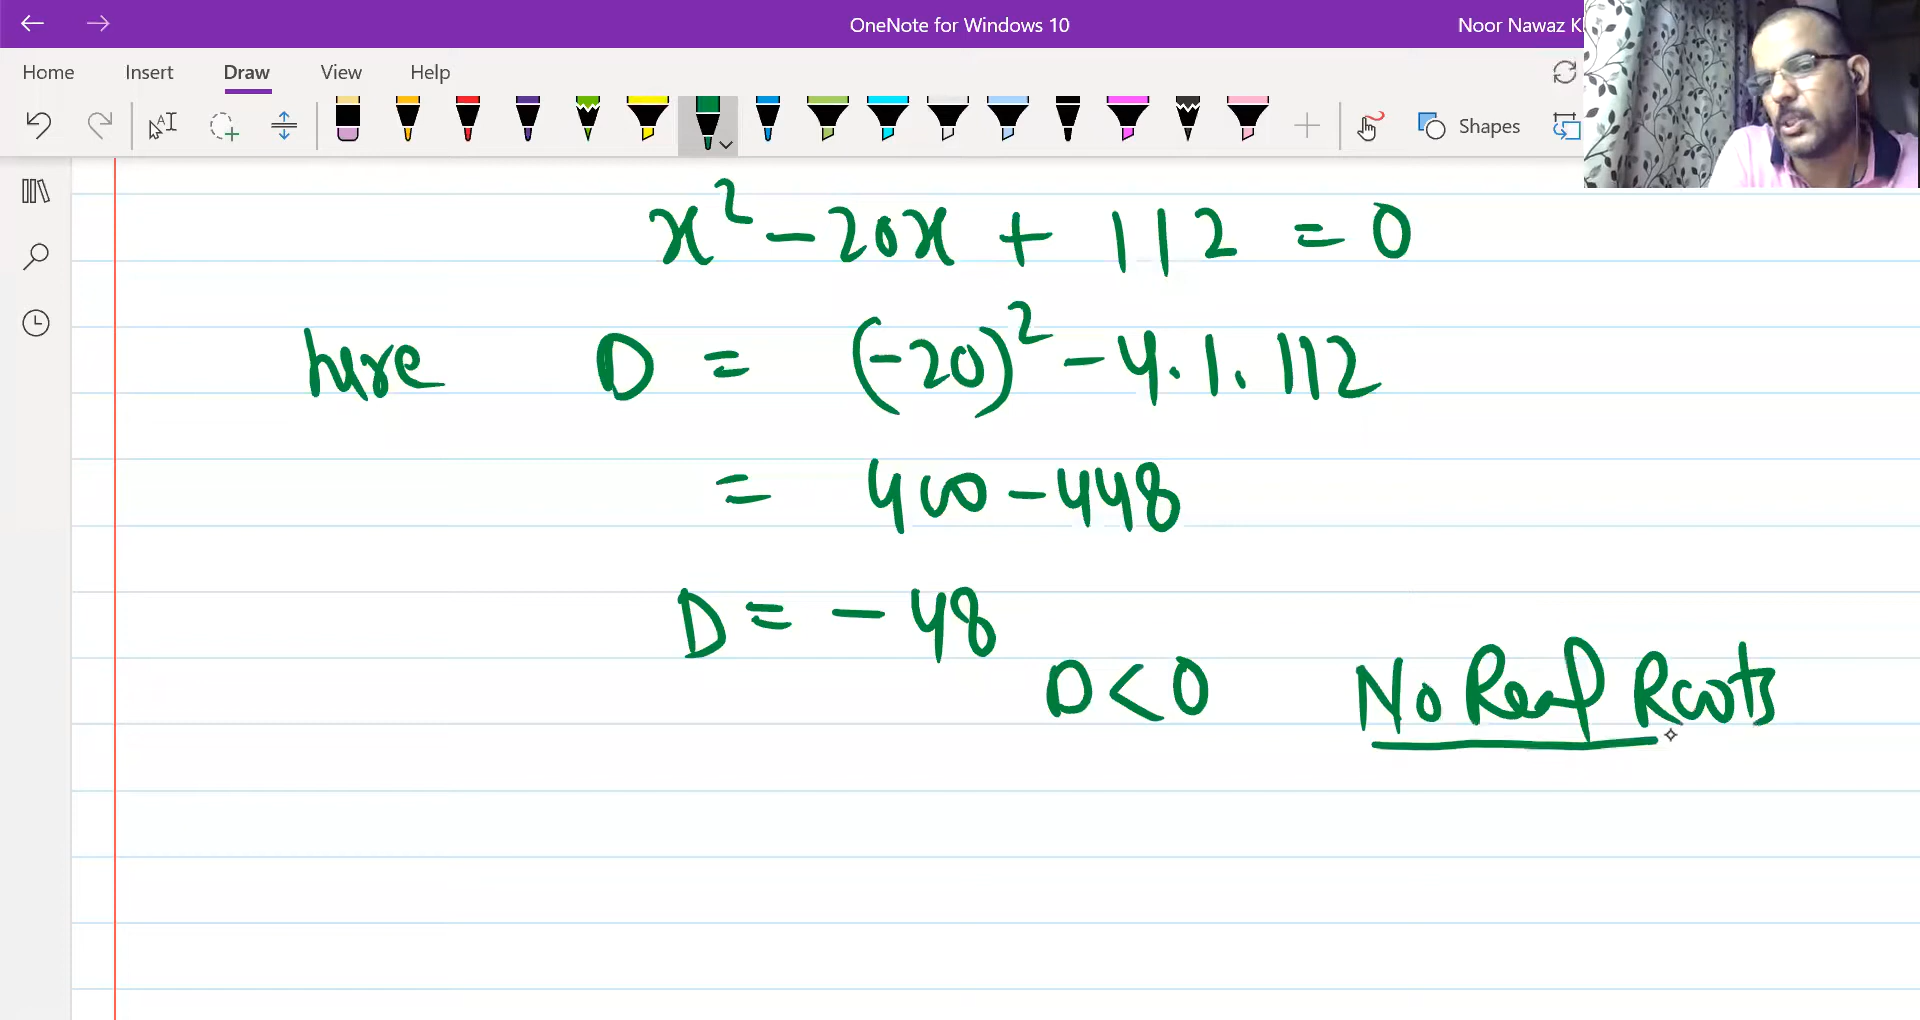 OneNote for Windows 10
Noor Nawaz K
Home Insert Draw View Help
Shapes
x² - 20x + 112 = 0
here D = (-20)² - 4.1.112
= 400 - 448
D = - 48
D < 0 No Real Roots